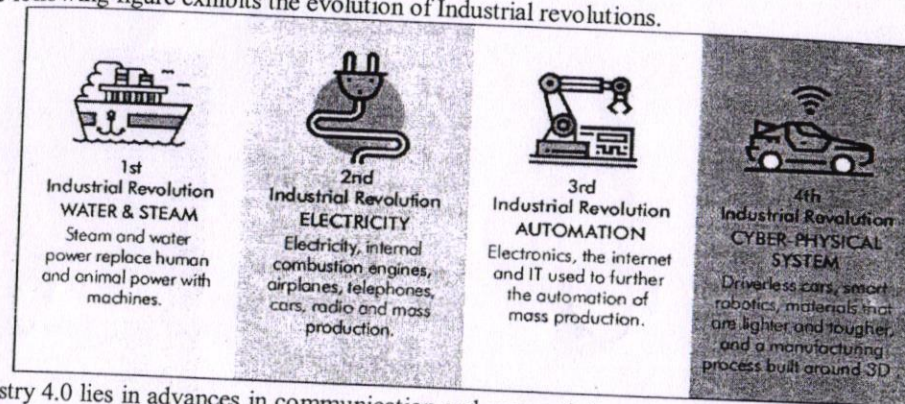 following figure exhibits the evolution of Industrial revolutions.
1st
Industrial Revolution
WATER & STEAM
Steam and water
power replace human
and animal power with
machines.
2nd
Industrial Revolution
ELECTRICITY
Electricity, internal
combustion engines,
airplanes, telephones,
cars, radio and mass
production.
3rd
Industrial Revolution
AUTOMATION
Electronics, the internet
and IT used to further
the automation of
mass production.
4th
Industrial Revolution
CYBER-PHYSICAL
SYSTEM
Driverless cars, smart
robotics, materials that
are lighter and tougher,
and a manufacturing
process built around 3D
stry 4.0 lies in advances in communication